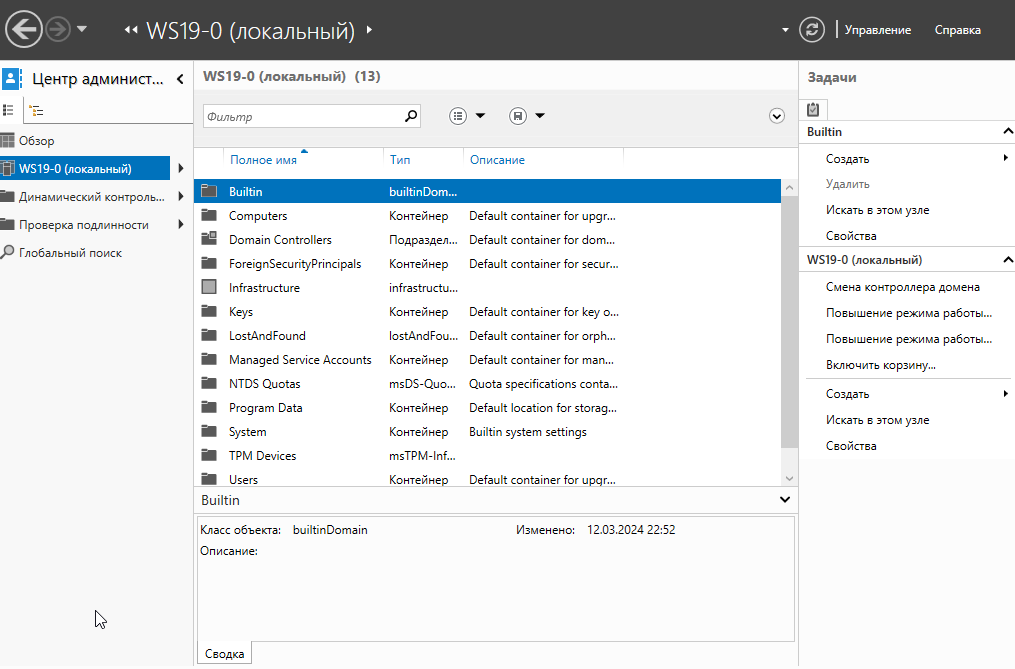 WS19-0 (локальный)
Управление
Справка
Центр админист...
Обзор
WS19-0 (локальный)
Динамический контроль...
Проверка подлинности
Глобальный поиск
WS19-0 (локальный) (13)
Фильтр
Полное имя Тип Описание
Builtin builtinDom...
Computers Контейнер Default container for upgr...
Domain Controllers Подраздел... Default container for dom...
ForeignSecurityPrincipals Контейнер Default container for secur...
Infrastructure infrastructu...
Keys Контейнер Default container for key o...
LostAndFound lostAndFou... Default container for orph...
Managed Service Accounts Контейнер Default container for man...
NTDS Quotas msDS-Quo... Quota specifications conta...
Program Data Контейнер Default location for storag...
System Контейнер Builtin system settings
TPM Devices msTPM-Inf...
Users Контейнер Default container for upgr...
Builtin
Класс объекта: builtinDomain Изменено: 12.03.2024 22:52
Описание:
Сводка
Задачи
Builtin
Создать
Удалить
Искать в этом узле
Свойства
WS19-0 (локальный)
Смена контроллера домена
Повышение режима работы...
Повышение режима работы...
Включить корзину...
Создать
Искать в этом узле
Свойства